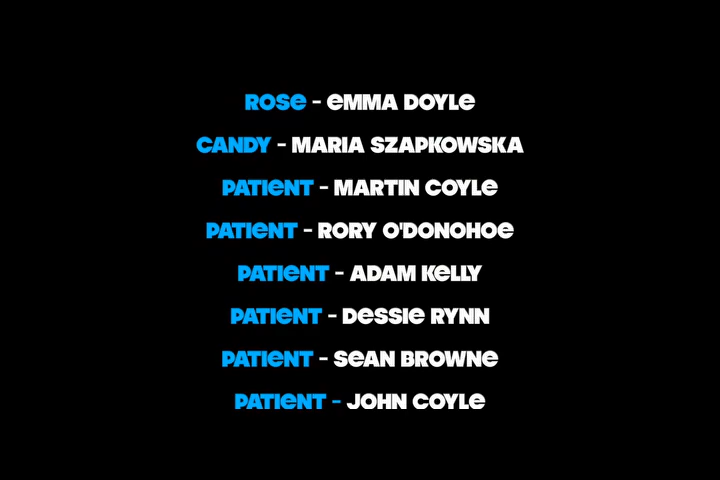 ROSE - EMMA DOYLE
CANDY - MARIA SZAPKOWSKA
PATIENT - MARTIN COYLE
PATIENT - RORY O'DONOHOE
PATIENT - ADAM KELLY
PATIENT - DESSIE RYNN
PATIENT - SEAN BROWNE
PATIENT - JOHN COYLE